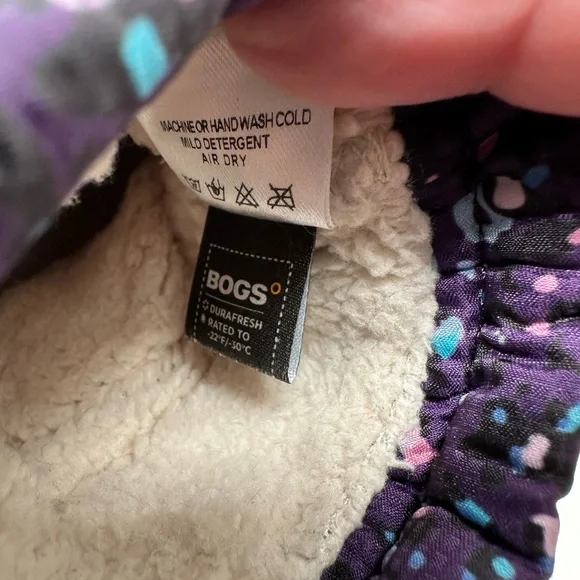 MACHINE OR HAND WASH COLD
MILD DETERGENT
AIR DRY
BOGS
DURAFRESH
RATED TO
-22°F/-30°C